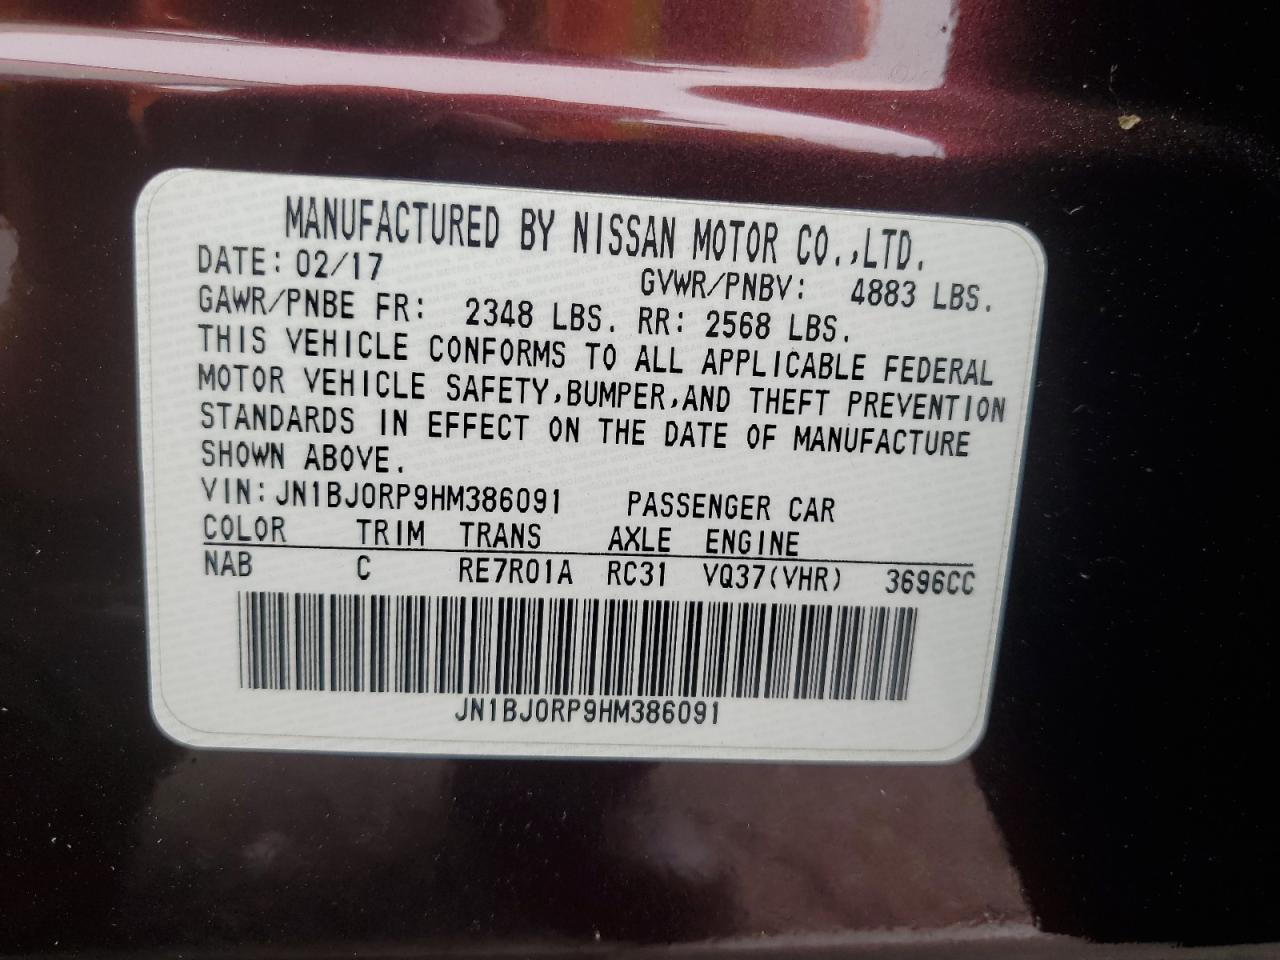 MANUFACTURED BY NISSAN MOTOR CO.,LTD.
DATE: 02/17 GVWR/PNBV: 4883 LBS.
GAWR/PNBE FR: 2348 LBS. RR: 2568 LBS.
THIS VEHICLE CONFORMS TO ALL APPLICABLE FEDERAL
MOTOR VEHICLE SAFETY,BUMPER,AND THEFT PREVENTION
STANDARDS IN EFFECT ON THE DATE OF MANUFACTURE
SHOWN ABOVE.
VIN: JN1BJ0RP9HM386091 PASSENGER CAR
COLOR TRIM TRANS AXLE ENGINE
NAB C RE7R01A RC31 VQ37(VHR) 3696CC
JN1BJ0RP9HM386091